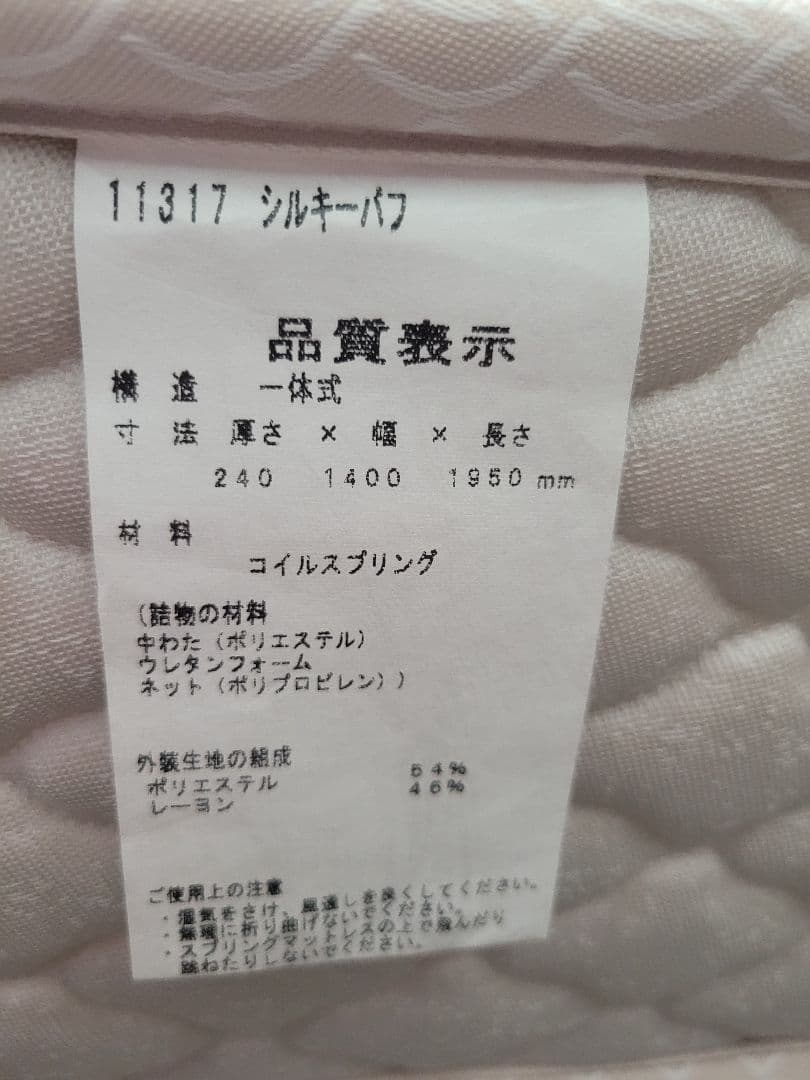 11317 シルキーパフ
品質表示
構 造 一体式
寸 法 厚さ × 幅 × 長さ
240 1400 1950 mm
材 料
コイルスプリング
(詰物の材料
中わた(ポリエステル)
ウレタンフォーム
ネット(ポリプロピレン))
外装生地の組成
ポリエステル 54%
レーヨン 46%
ご使用上の注意
・湿気をさけ、風通しを良くしてください。
・無理に折り曲げないでください。
・スプリングマットレスの上で飛んだり
跳ねたりしないでください。